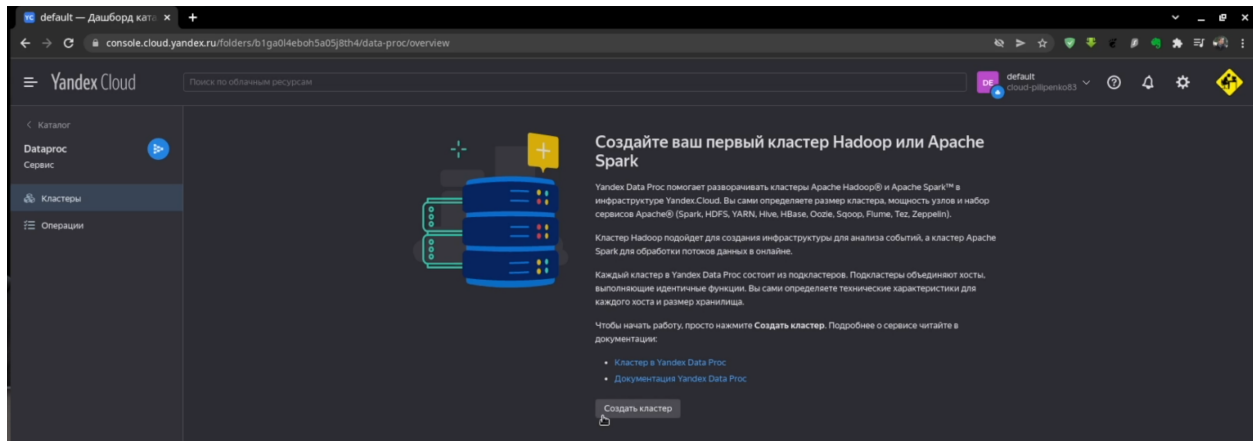 default — Дашборд ката
console.cloud.yandex.ru/folders/b1ga0l4eboh5a05j8th4/data-proc/overview
Yandex Cloud
Поиск по облачным ресурсам
DE
default
cloud-pilipenko83
Каталог
Dataproc
Сервис
Кластеры
Операции
Создайте ваш первый кластер Hadoop или Apache
Spark
Yandex Data Proc помогает разворачивать кластеры Apache Hadoop® и Apache Spark™ в
инфраструктуре Yandex.Cloud. Вы сами определяете размер кластера, мощность узлов и набор
сервисов Apache® (Spark, HDFS, YARN, Hive, HBase, Oozie, Sqoop, Flume, Tez, Zeppelin).
Кластер Hadoop подойдет для создания инфраструктуры для анализа событий, а кластер Apache
Spark для обработки потоков данных в онлайне.
Каждый кластер в Yandex Data Proc состоит из подкластеров. Подкластеры объединяют хосты,
выполняющие идентичные функции. Вы сами определяете технические характеристики для
каждого хоста и размер хранилища.
Чтобы начать работу, просто нажмите Создать кластер. Подробнее о сервисе читайте в
документации:
• Кластер в Yandex Data Proc
• Документация Yandex Data Proc
Создать кластер